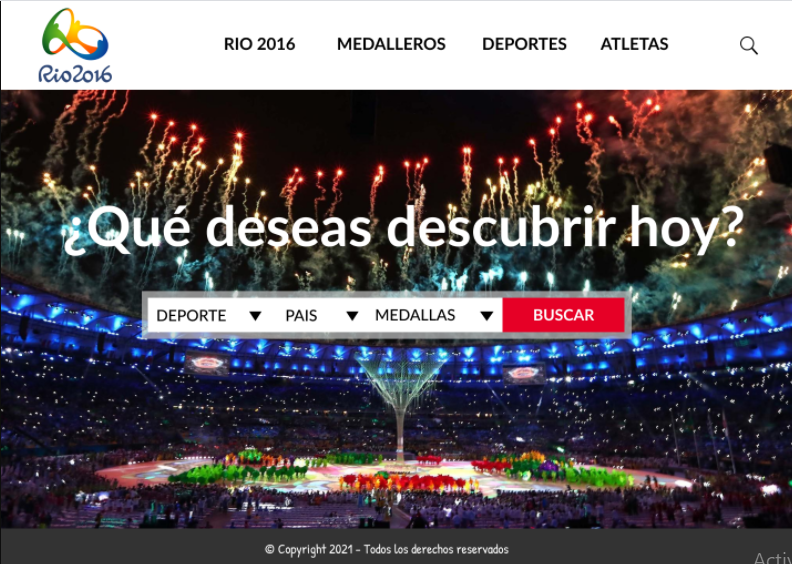 Rio2016
RIO 2016 MEDALLEROS DEPORTES ATLETAS
¿Qué deseas descubrir hoy?
DEPORTE PAIS MEDALLAS BUSCAR
© Copyright 2021 - Todos los derechos reservados